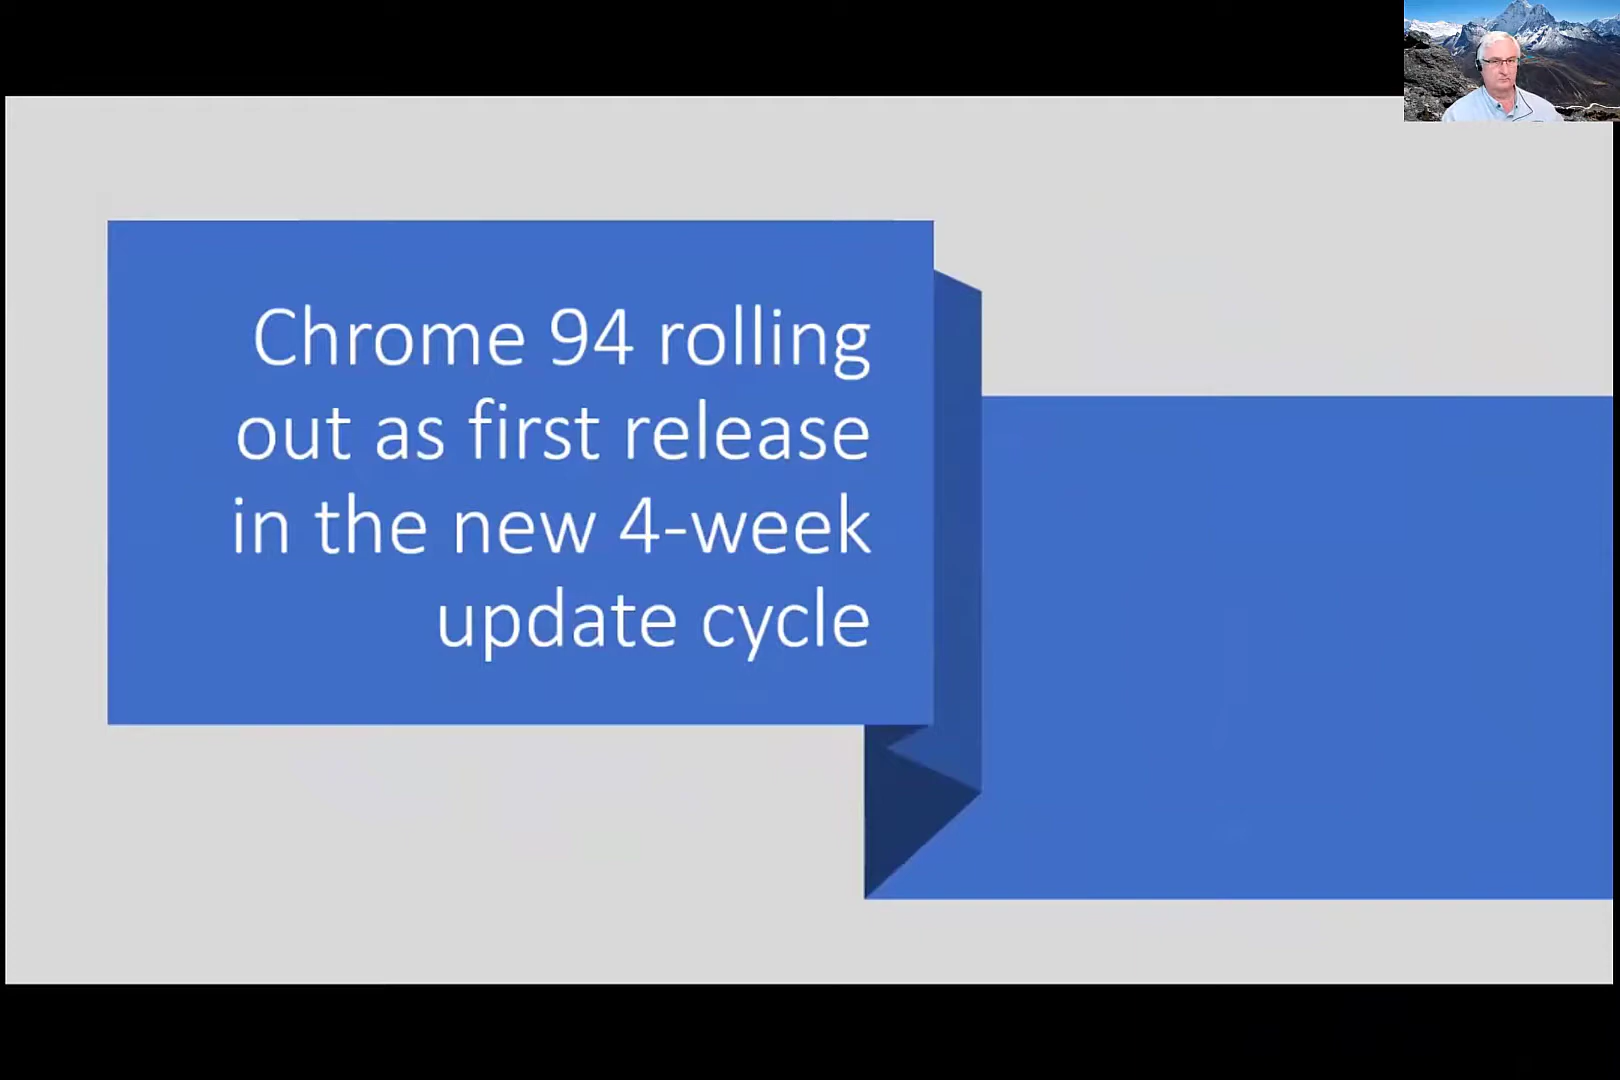 Chrome 94 rolling
out as first release
in the new 4-week
update cycle